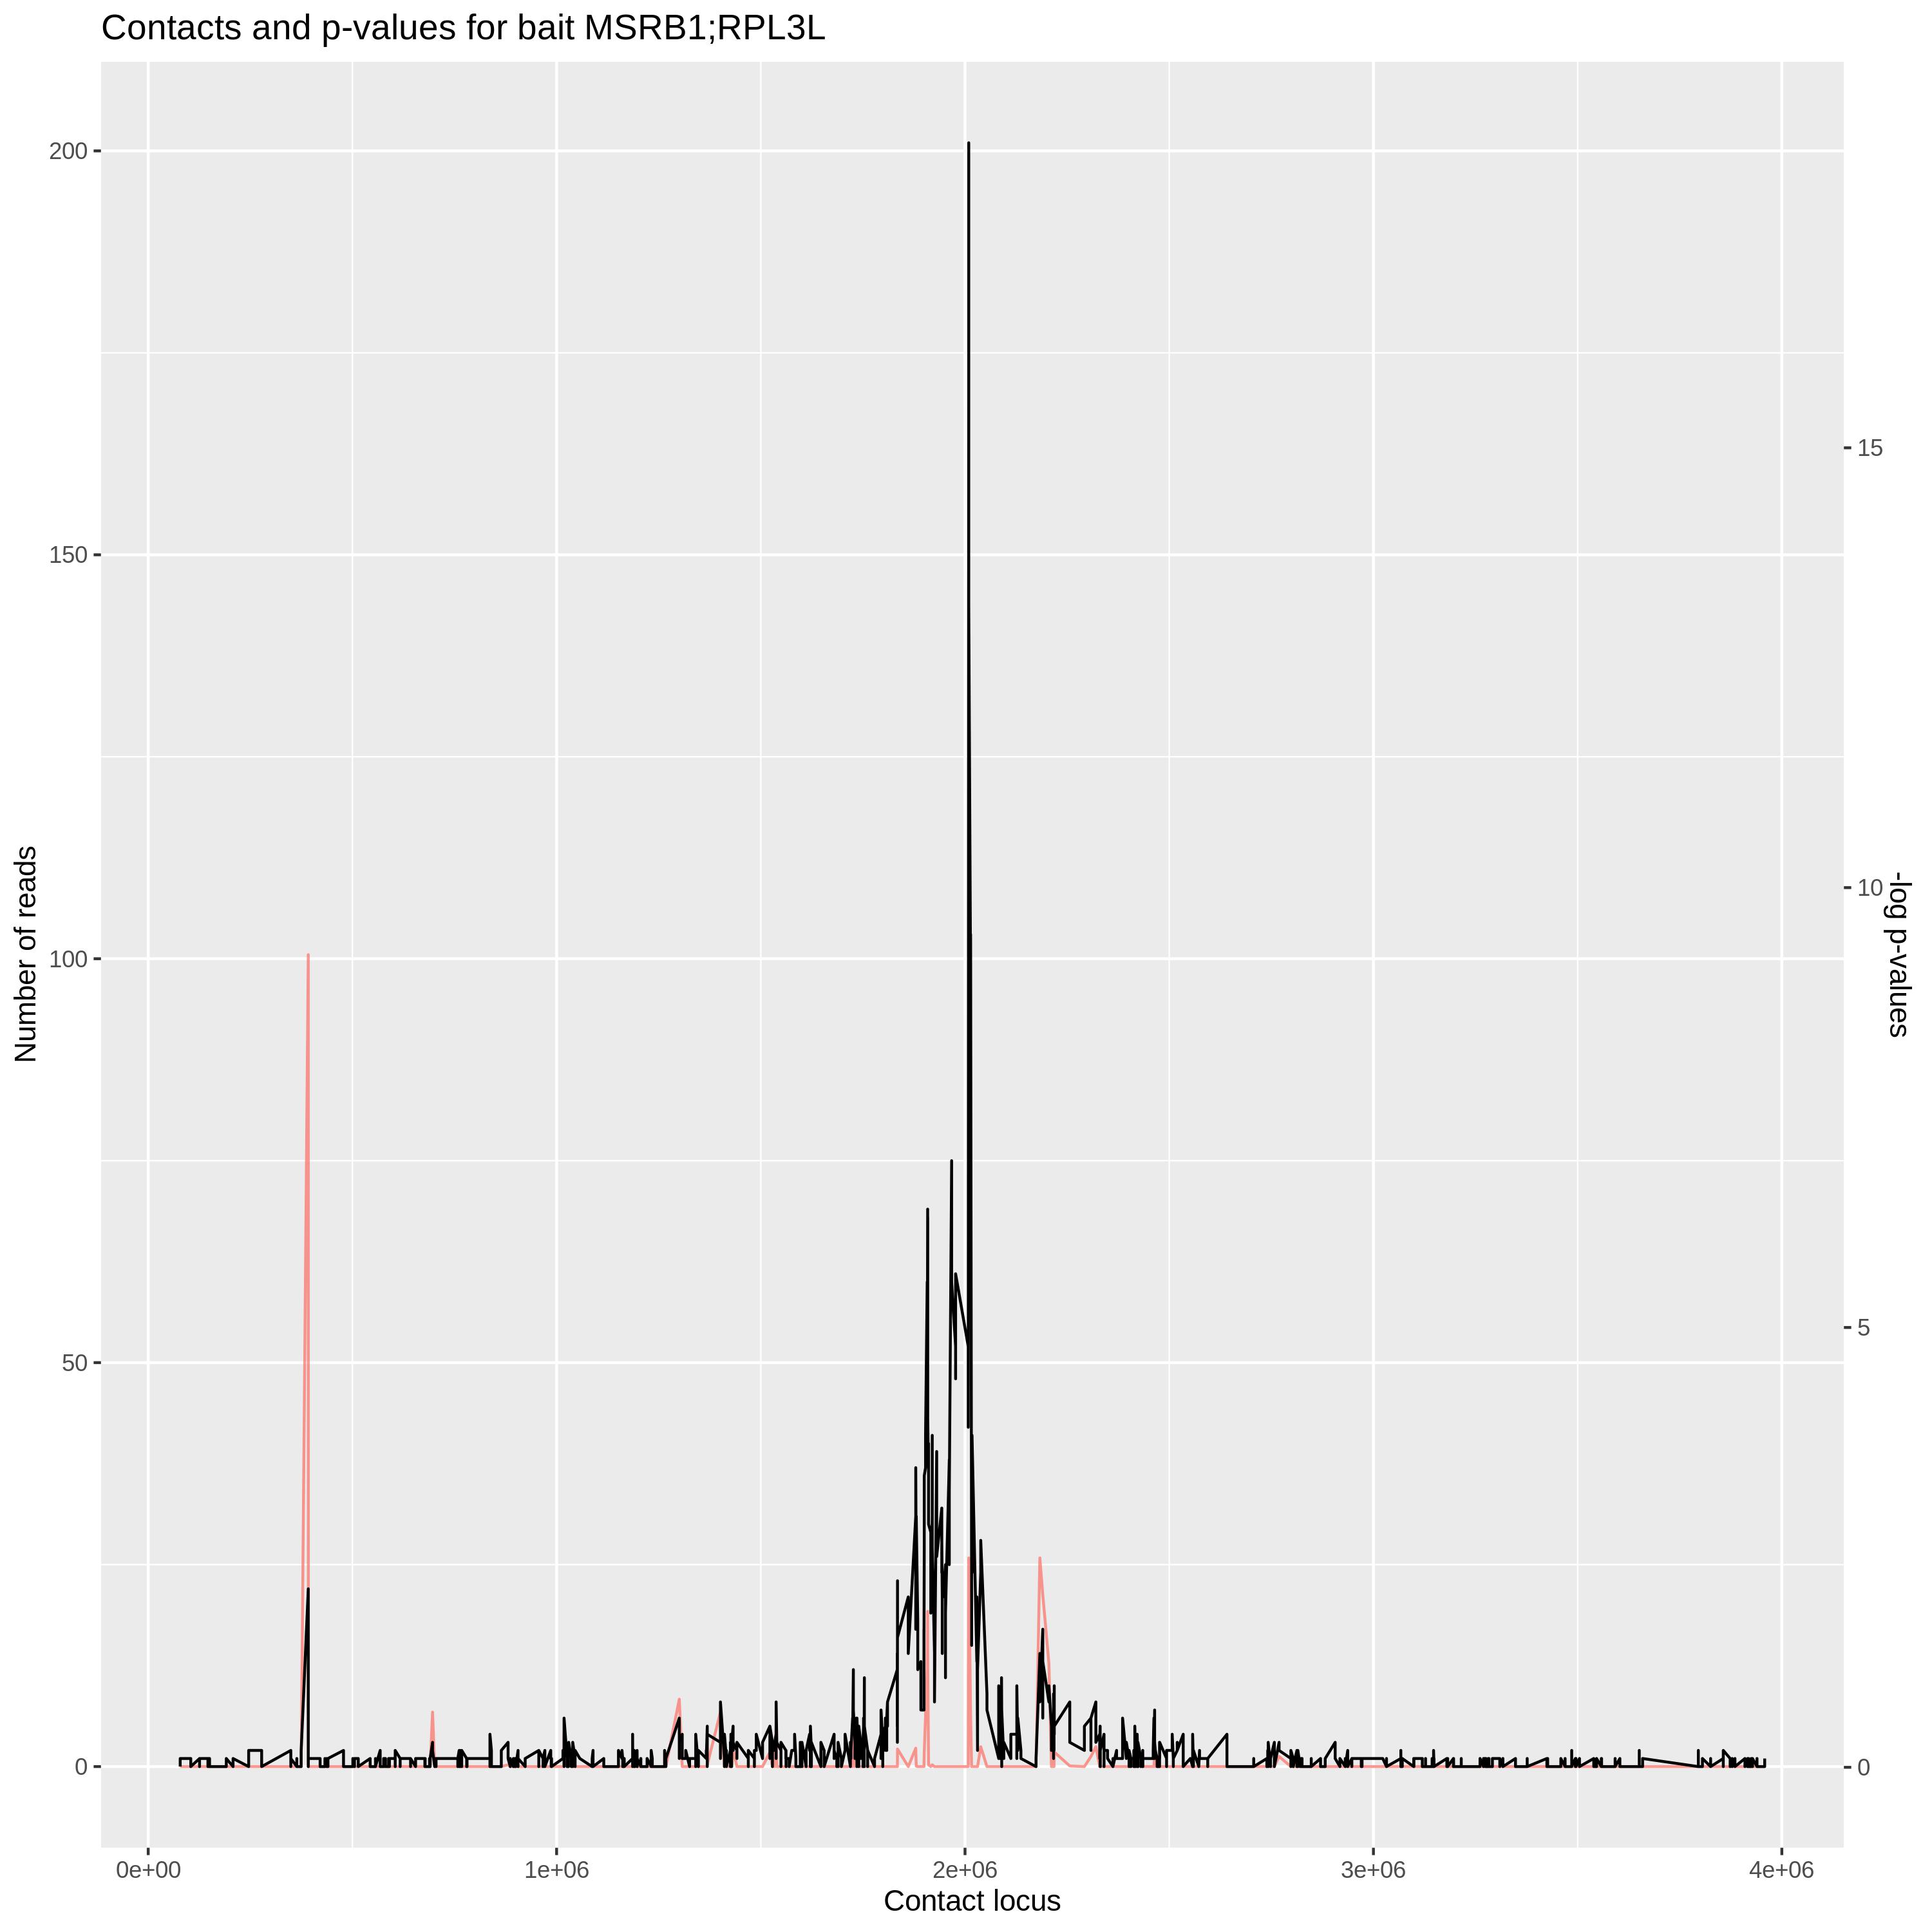 Contacts and p-values for bait MSRB1;RPL3L
200
150
100
50
0
Number of reads
15
10
5
0
-log p-values
0e+00
1e+06
2e+06
3e+06
4e+06
Contact locus